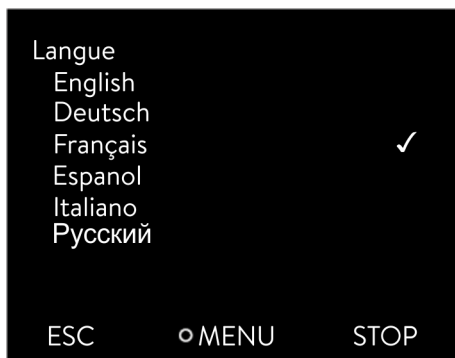 Langue
English
Deutsch
Français ✓
Espanol
Italiano
Русский
ESC MENU STOP